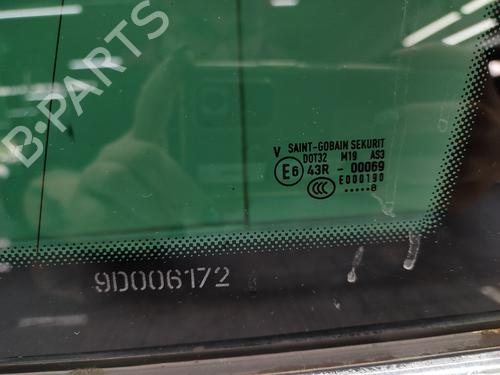 B-PARTS
V SAINT-GOBAIN SEKURIT
DOT32 M19 AS3
E6 43R - 00069
CCC E000190
.....8
9D006172